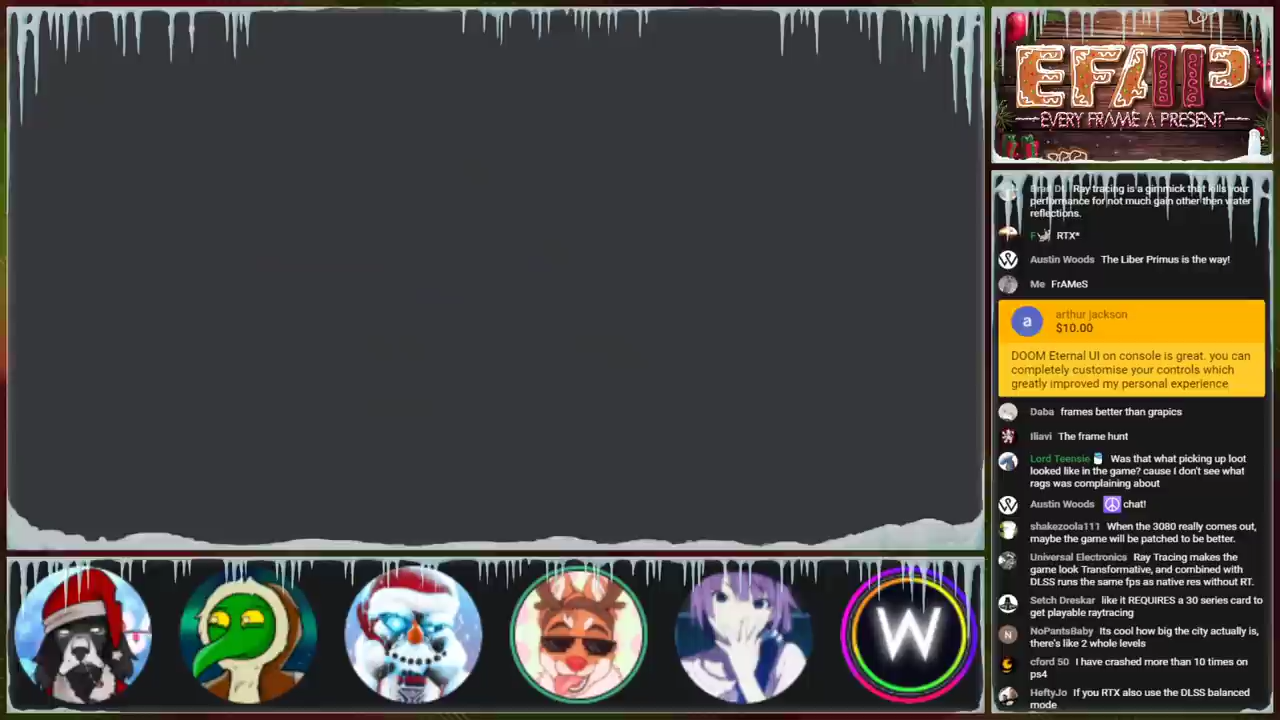 EFAP
EVERY FRAME A PRESENT
Ray tracing is a gimmick that kills your
performance for not much gain other then water
reflections.
F RTX*
Austin Woods The Liber Primus is the way!
Me FrAMeS
a
arthur jackson
$10.00
DOOM Eternal UI on console is great. you can
completely customise your controls which
greatly improved my personal experience
Daba frames better than grapics
Iliavi The frame hunt
Lord Teensie Was that what picking up loot
looked like in the game? cause I don't see what
rags was complaining about
Austin Woods chat!
shakezoola111 When the 3080 really comes out,
maybe the game will be patched to be better.
Universal Electronics Ray Tracing makes the
game look Transformative, and combined with
DLSS runs the same fps as native res without RT.
Setch Dreskar like it REQUIRES a 30 series card to
get playable raytracing
N
NoPantsBaby Its cool how big the city actually is,
there's like 2 whole levels
cford 50 I have crashed more than 10 times on
ps4
HeftyJo If you RTX also use the DLSS balanced
mode
W